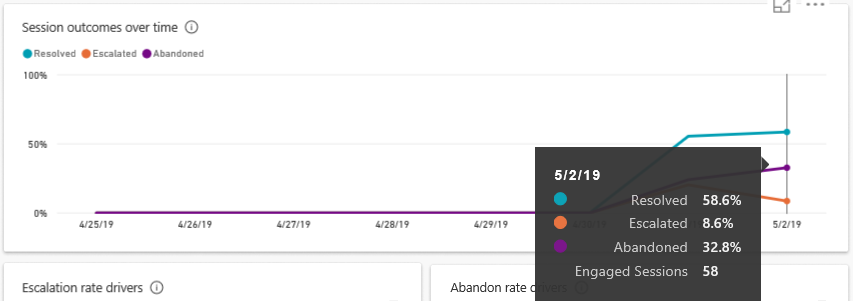 Session outcomes over time
Resolved Escalated Abandoned
100%
50%
0%
4/25/19 4/26/19 4/27/19 4/28/19 4/29/19 5/2/19
5/2/19
Resolved 58.6%
Escalated 8.6%
Abandoned 32.8%
Engaged Sessions 58
Escalation rate drivers
Abandon rate drivers